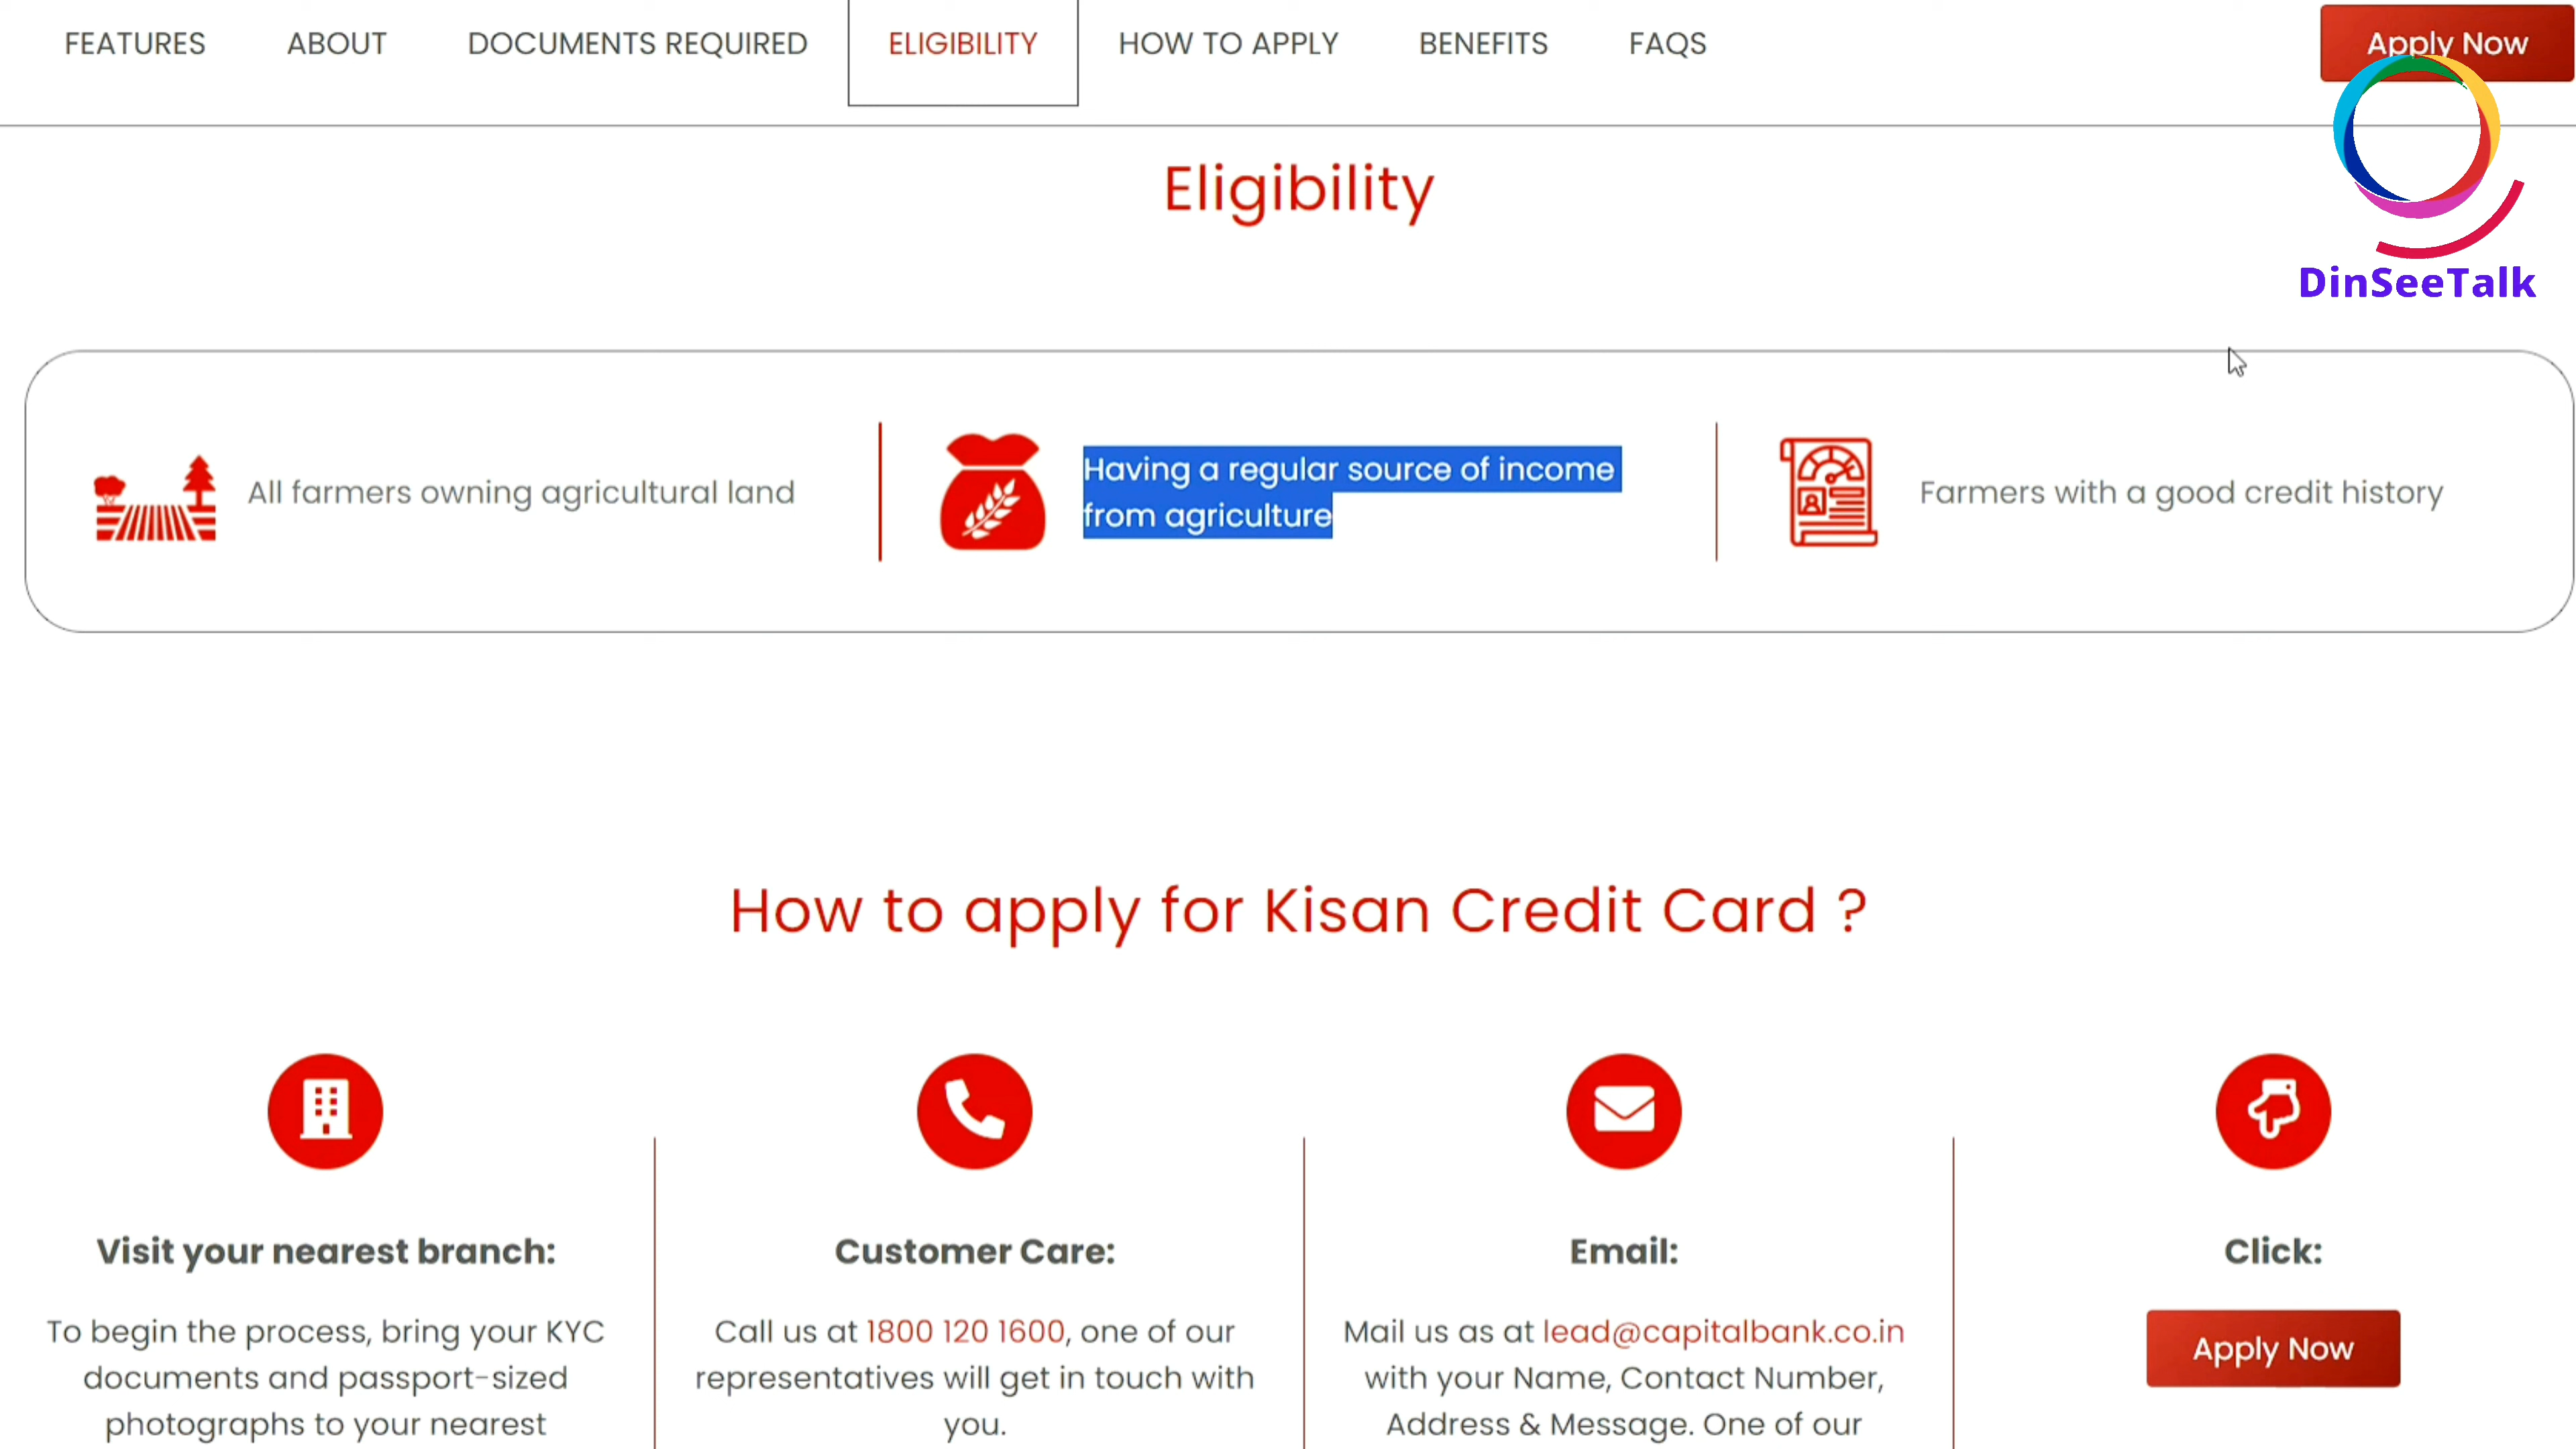 FEATURES ABOUT DOCUMENTS REQUIRED ELIGIBILITY HOW TO APPLY BENEFITS FAQS Apply Now
DinSeeTalk
Eligibility
All farmers owning agricultural land
Having a regular source of income
from agriculture
Farmers with a good credit history
How to apply for Kisan Credit Card ?
Visit your nearest branch:
To begin the process, bring your KYC
documents and passport-sized
photographs to your nearest
Customer Care:
Call us at 1800 120 1600, one of our
representatives will get in touch with
you.
Email:
Mail us as at lead@capitalbank.co.in
with your Name, Contact Number,
Address & Message. One of our
Click:
Apply Now